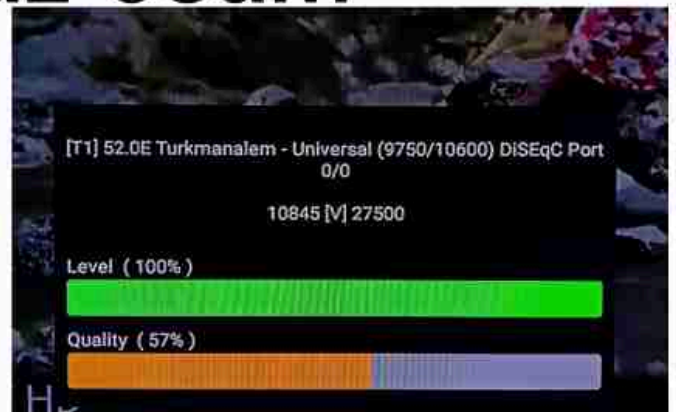 [T1] 52.0E Turkmanalem - Universal (9750/10600) DiSEqC Port
0/0
10845 [V] 27500
Level ( 100% )
Quality ( 57% )